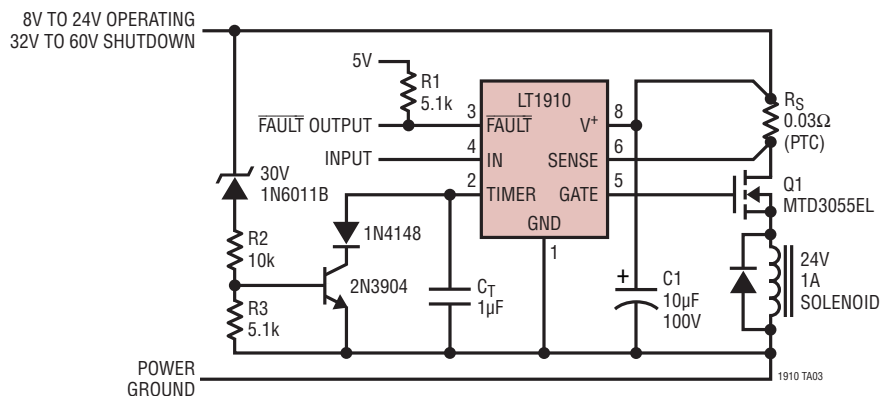 8V TO 24V OPERATING
32V TO 60V SHUTDOWN
5V
R1
5.1k
LT1910
FAULT OUTPUT
3
FAULT
V+
8
INPUT
4
IN
SENSE
6
2
TIMER
GATE
5
GND
1
RS
0.03Ω
(PTC)
Q1
MTD3055EL
30V
1N6011B
1N4148
R2
10k
2N3904
R3
5.1k
CT
1µF
+
C1
10µF
100V
24V
1A
SOLENOID
POWER
GROUND
1910 TA03